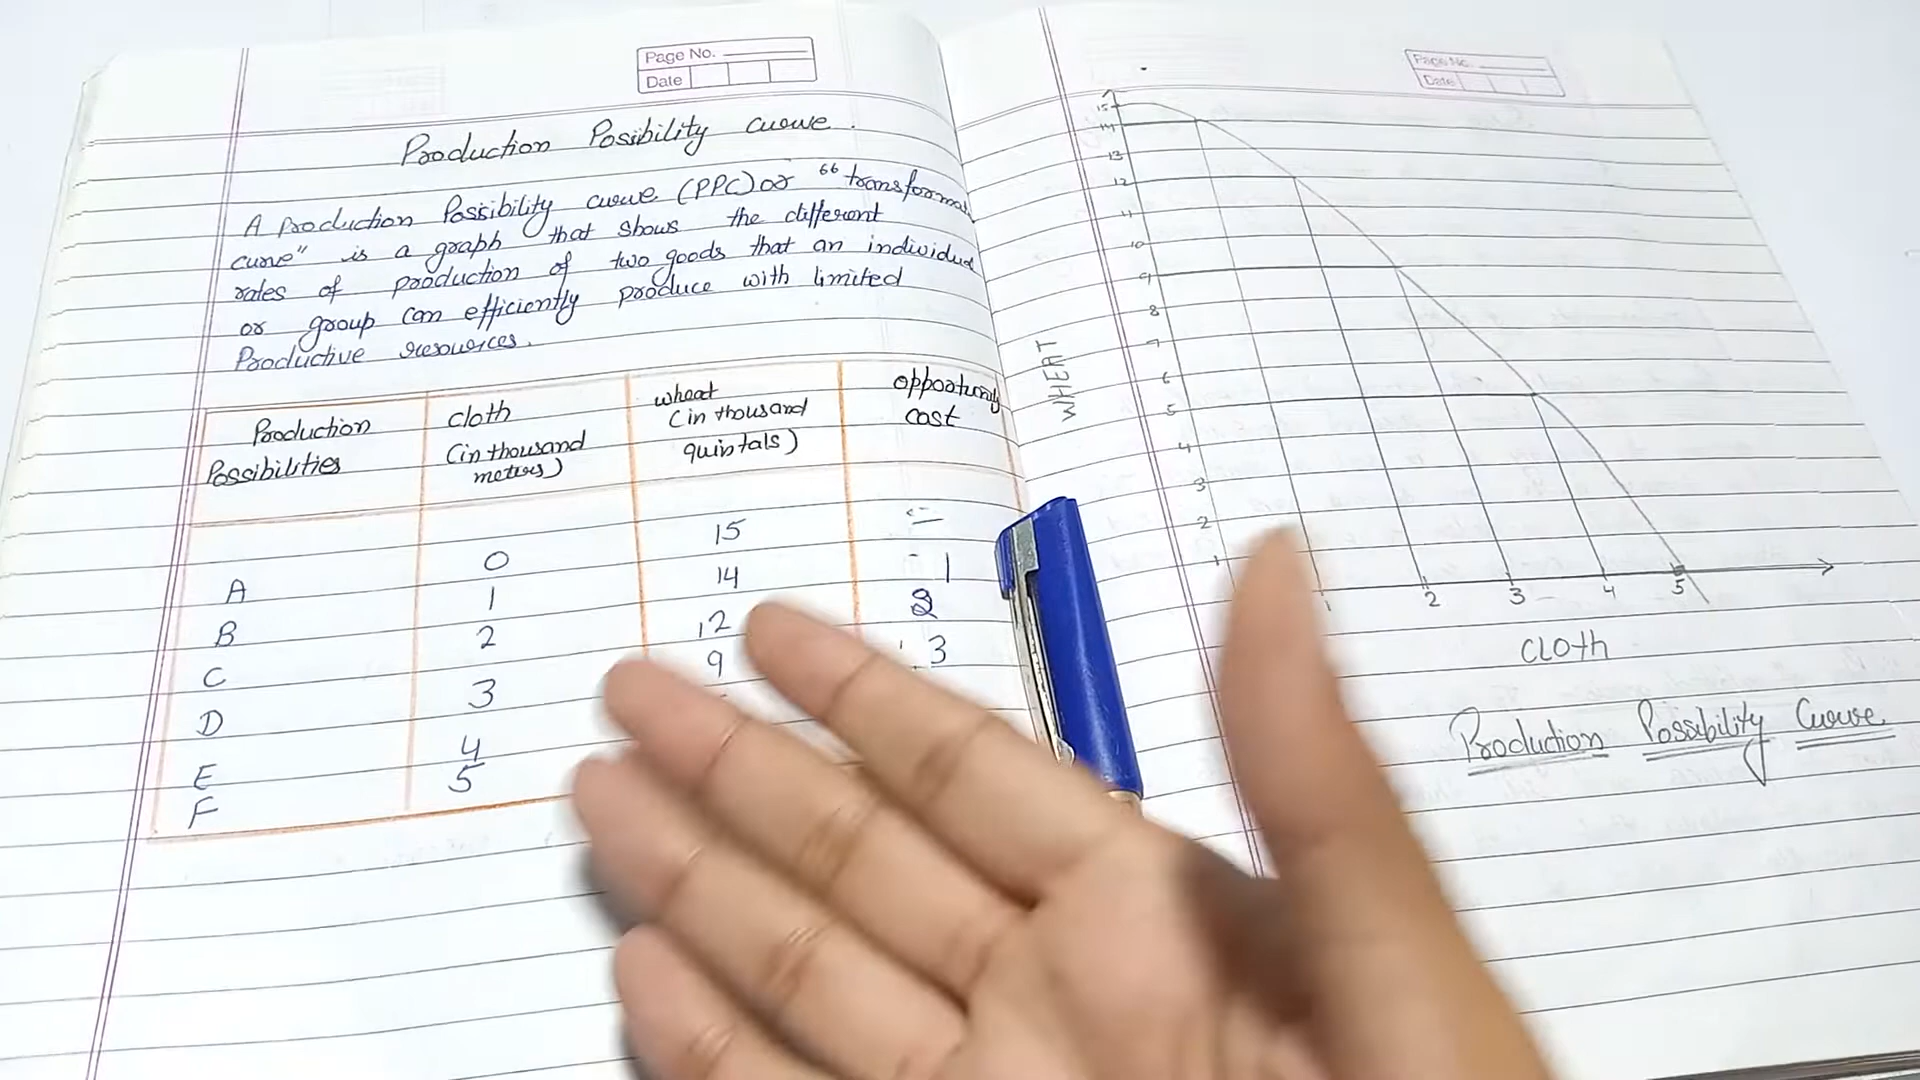 Page No.
Date
Production Possibility curve.
A production Possibility curve (PPC) or "transformat
curve" is a graph that shows the different
rates of production of two goods that an individual
or group can efficiently produce with limited
Productive resources.
Production Possibilities
cloth (in thousand meters)
wheat (in thousand quintals)
opportunity cost
A 0 15 =
B 1 14 1
C 2 12 2
D 3 9 3
E 4
F 5
Page No.
Date
15
14
13
12
11
10
9
8
7
6
5
4
3
2
1
WHEAT
1 2 3 4 5
CLOTH
Production Possibility Curve